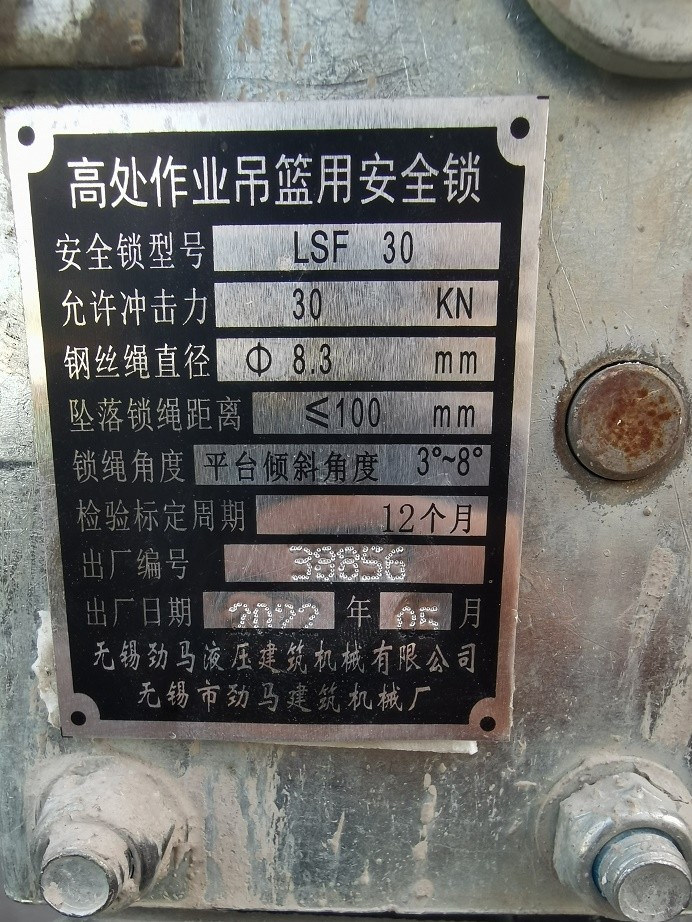 高处作业吊篮用安全锁
安全锁型号 LSF 30
允许冲击力 30 KN
钢丝绳直径 Φ 8.3 mm
坠落锁绳距离 ≤100 mm
锁绳角度 平台倾斜角度 3°~8°
检验标定周期 12个月
出厂编号 38856
出厂日期 2022 年 05 月
无锡劲马液压建筑机械有限公司
无锡市劲马建筑机械厂